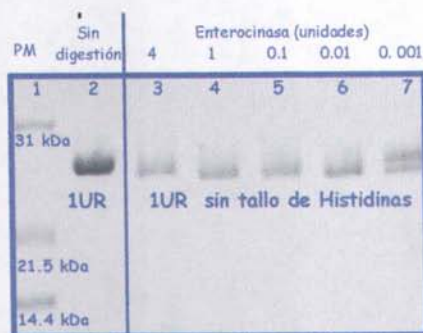 Sin Enterocinasa (unidades)
PM digestión 4 1 0.1 0.01 0.001
1 2 3 4 5 6 7
31 kDa
1UR 1UR sin tallo de Histidinas
21.5 kDa
14.4 kDa